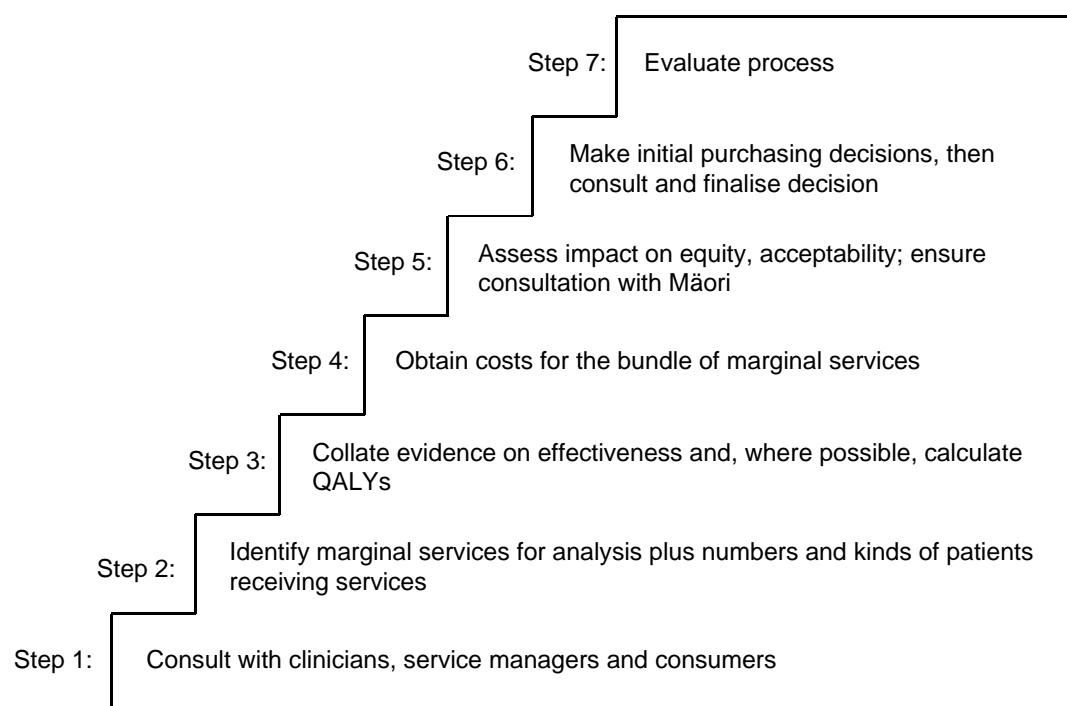 Step 7: Evaluate process
Step 6: Make initial purchasing decisions, then
consult and finalise decision
Step 5: Assess impact on equity, acceptability; ensure
consultation with Mäori
Step 4: Obtain costs for the bundle of marginal services
Step 3: Collate evidence on effectiveness and, where possible, calculate
QALYs
Step 2: Identify marginal services for analysis plus numbers and kinds of patients
receiving services
Step 1: Consult with clinicians, service managers and consumers